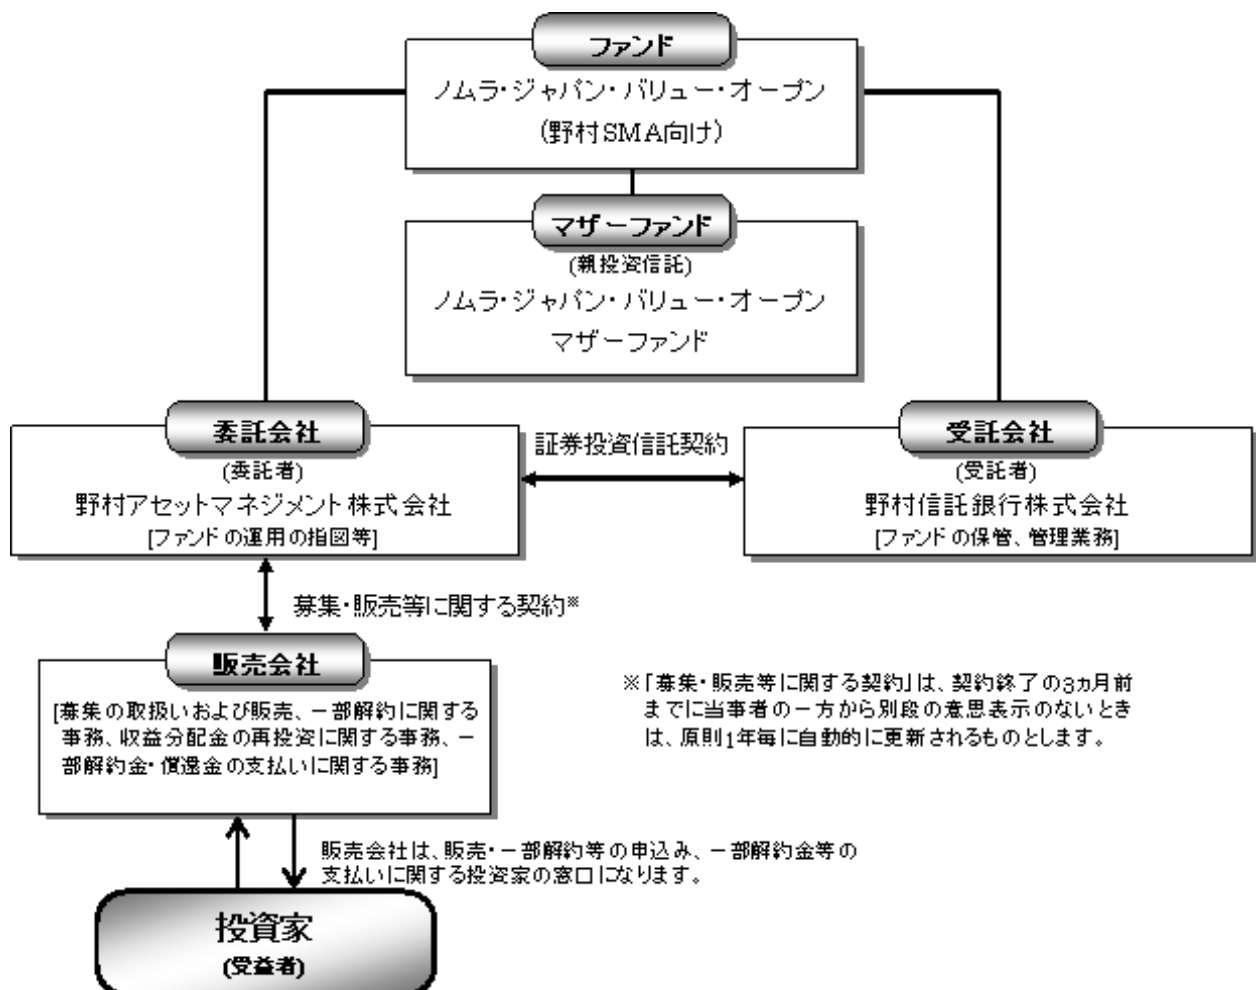 ファンド
ノムラ・ジャパン・バリュー・オープン
(野村SMA向け)
マザーファンド
(親投資信託)
ノムラ・ジャパン・バリュー・オープン
マザーファンド
委託会社
(委託者)
野村アセットマネジメント株式会社
[ファンドの運用の指図等]
証券投資信託契約
受託会社
(受託者)
野村信託銀行株式会社
[ファンドの保管、管理業務]
募集・販売等に関する契約※
販売会社
[募集の取扱いおよび販売、一部解約に関する
事務、収益分配金の再投資に関する事務、一
部解約金・償還金の支払いに関する事務]
※「募集・販売等に関する契約」は、契約終了の3ヵ月前
までに当事者の一方から別段の意思表示のないとき
は、原則1年毎に自動的に更新されるものとします。
販売会社は、販売・一部解約等の申込み、一部解約金等の
支払いに関する投資家の窓口になります。
投資家
(受益者)